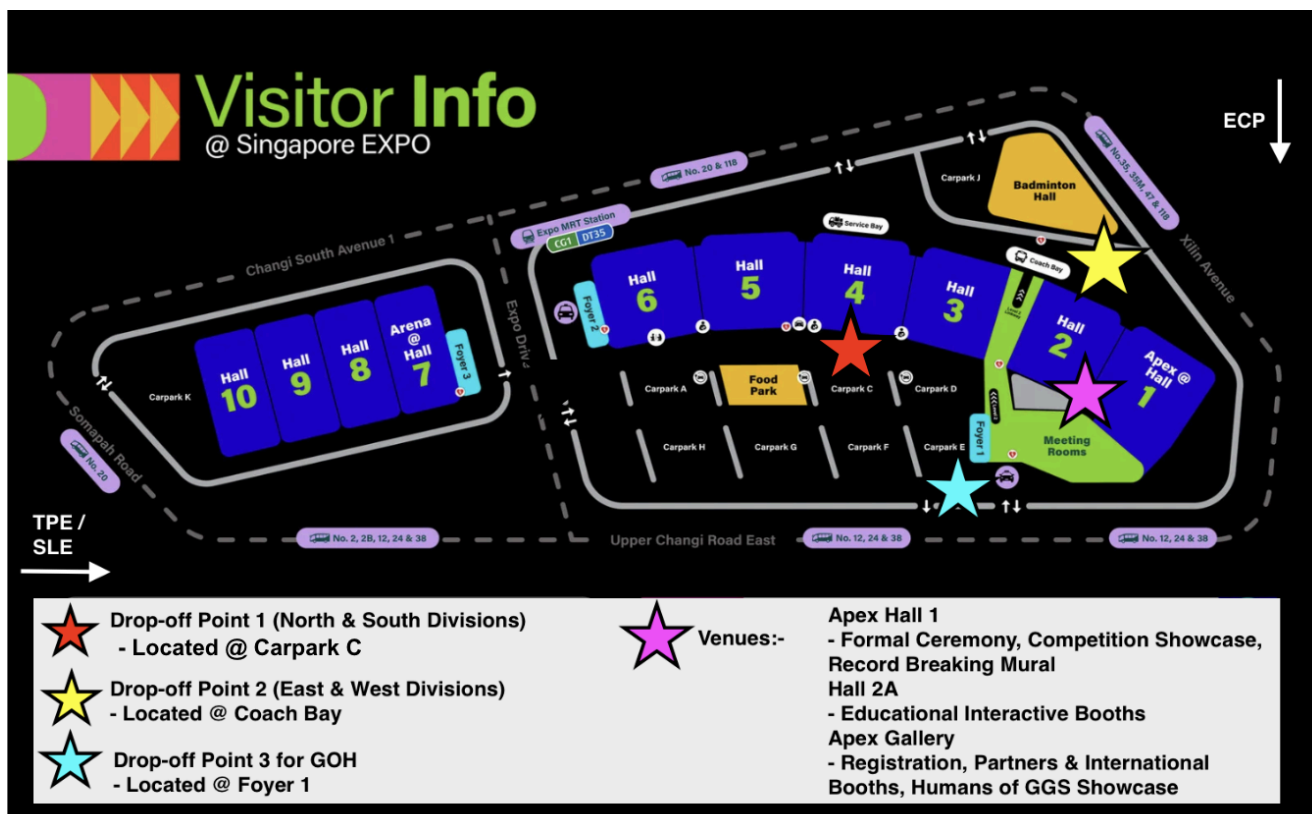 Visitor Info
@ Singapore EXPO
ECP
No. 20 & 118
No.35, 35M, 47 & 118
Carpark J
Badminton
Hall
Expo MRT Station
CG1 DT35
Service Bay
Changi South Avenue 1
Xilin Avenue
Coach Bay
Hall
6
Hall
5
Hall
4
Hall
3
Hall
2
Apex @
Hall
1
Foyer 2
Expo Driv
Arena
@
Hall
7
Hall
8
Hall
9
Hall
10
Foyer 3
Carpark K
Carpark A
Food
Park
Carpark C
Carpark D
Carpark H
Carpark G
Carpark F
Carpark E
Foyer 1
Meeting
Rooms
Somapah Road
No. 20
TPE /
SLE
No. 2, 2B, 12, 24 & 38
Upper Changi Road East
No. 12, 24 & 38
No. 12, 24 & 38
Drop-off Point 1 (North & South Divisions)
- Located @ Carpark C
Drop-off Point 2 (East & West Divisions)
- Located @ Coach Bay
Drop-off Point 3 for GOH
- Located @ Foyer 1
Venues:-
Apex Hall 1
- Formal Ceremony, Competition Showcase,
Record Breaking Mural
Hall 2A
- Educational Interactive Booths
Apex Gallery
- Registration, Partners & International
Booths, Humans of GGS Showcase